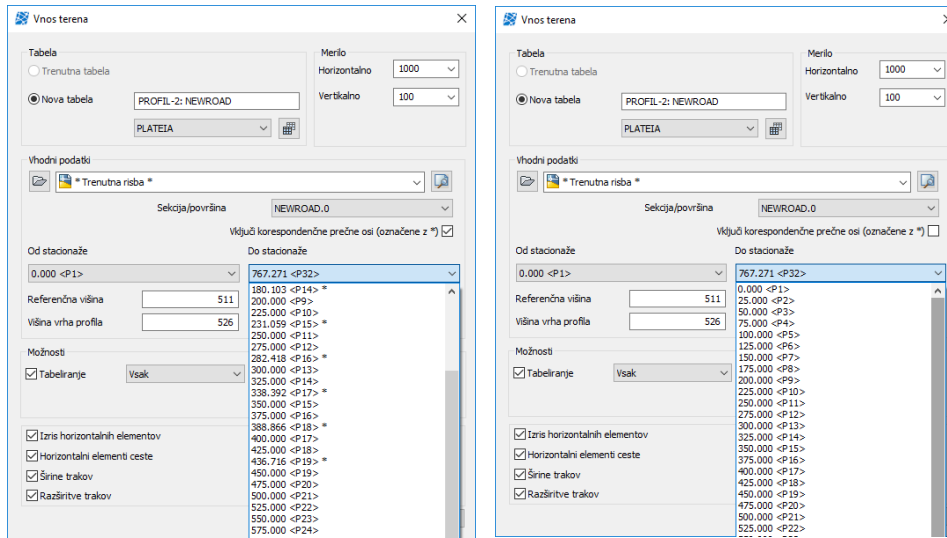 Vnos terena
Tabela
Trenutna tabela
Nova tabela
PROFIL-2: NEWROAD
PLATEIA
Merilo
Horizontalno
1000
Vertikalno
100
Vhodni podatki
* Trenutna risba *
Sekcija/površina
NEWROAD.0
Vključi korespondenčne prečne osi (označene z *)
Od stacionaže
Do stacionaže
0.000 <P1>
767.271 <P32>
Referenčna višina
511
Višina vrha profila
526
Možnosti
Tabeliranje
Vsak
Izris horizontalnih elementov
Horizontalni elementi ceste
Širine trakov
Razširitve trakov
180.103 <P14> *
200.000 <P9>
225.000 <P10>
231.059 <P15> *
250.000 <P11>
275.000 <P12>
282.418 <P16> *
300.000 <P13>
325.000 <P14>
338.392 <P17> *
350.000 <P15>
375.000 <P16>
388.866 <P18> *
400.000 <P17>
425.000 <P18>
436.716 <P19> *
450.000 <P19>
475.000 <P20>
500.000 <P21>
525.000 <P22>
550.000 <P23>
575.000 <P24>
Vnos terena
Tabela
Trenutna tabela
Nova tabela
PROFIL-2: NEWROAD
PLATEIA
Merilo
Horizontalno
1000
Vertikalno
100
Vhodni podatki
* Trenutna risba *
Sekcija/površina
NEWROAD.0
Vključi korespondenčne prečne osi (označene z *)
Od stacionaže
Do stacionaže
0.000 <P1>
767.271 <P32>
Referenčna višina
511
Višina vrha profila
526
Možnosti
Tabeliranje
Vsak
Izris horizontalnih elementov
Horizontalni elementi ceste
Širine trakov
Razširitve trakov
0.000 <P1>
25.000 <P2>
50.000 <P3>
75.000 <P4>
100.000 <P5>
125.000 <P6>
150.000 <P7>
175.000 <P8>
200.000 <P9>
225.000 <P10>
250.000 <P11>
275.000 <P12>
300.000 <P13>
325.000 <P14>
350.000 <P15>
375.000 <P16>
400.000 <P17>
425.000 <P18>
450.000 <P19>
475.000 <P20>
500.000 <P21>
525.000 <P22>